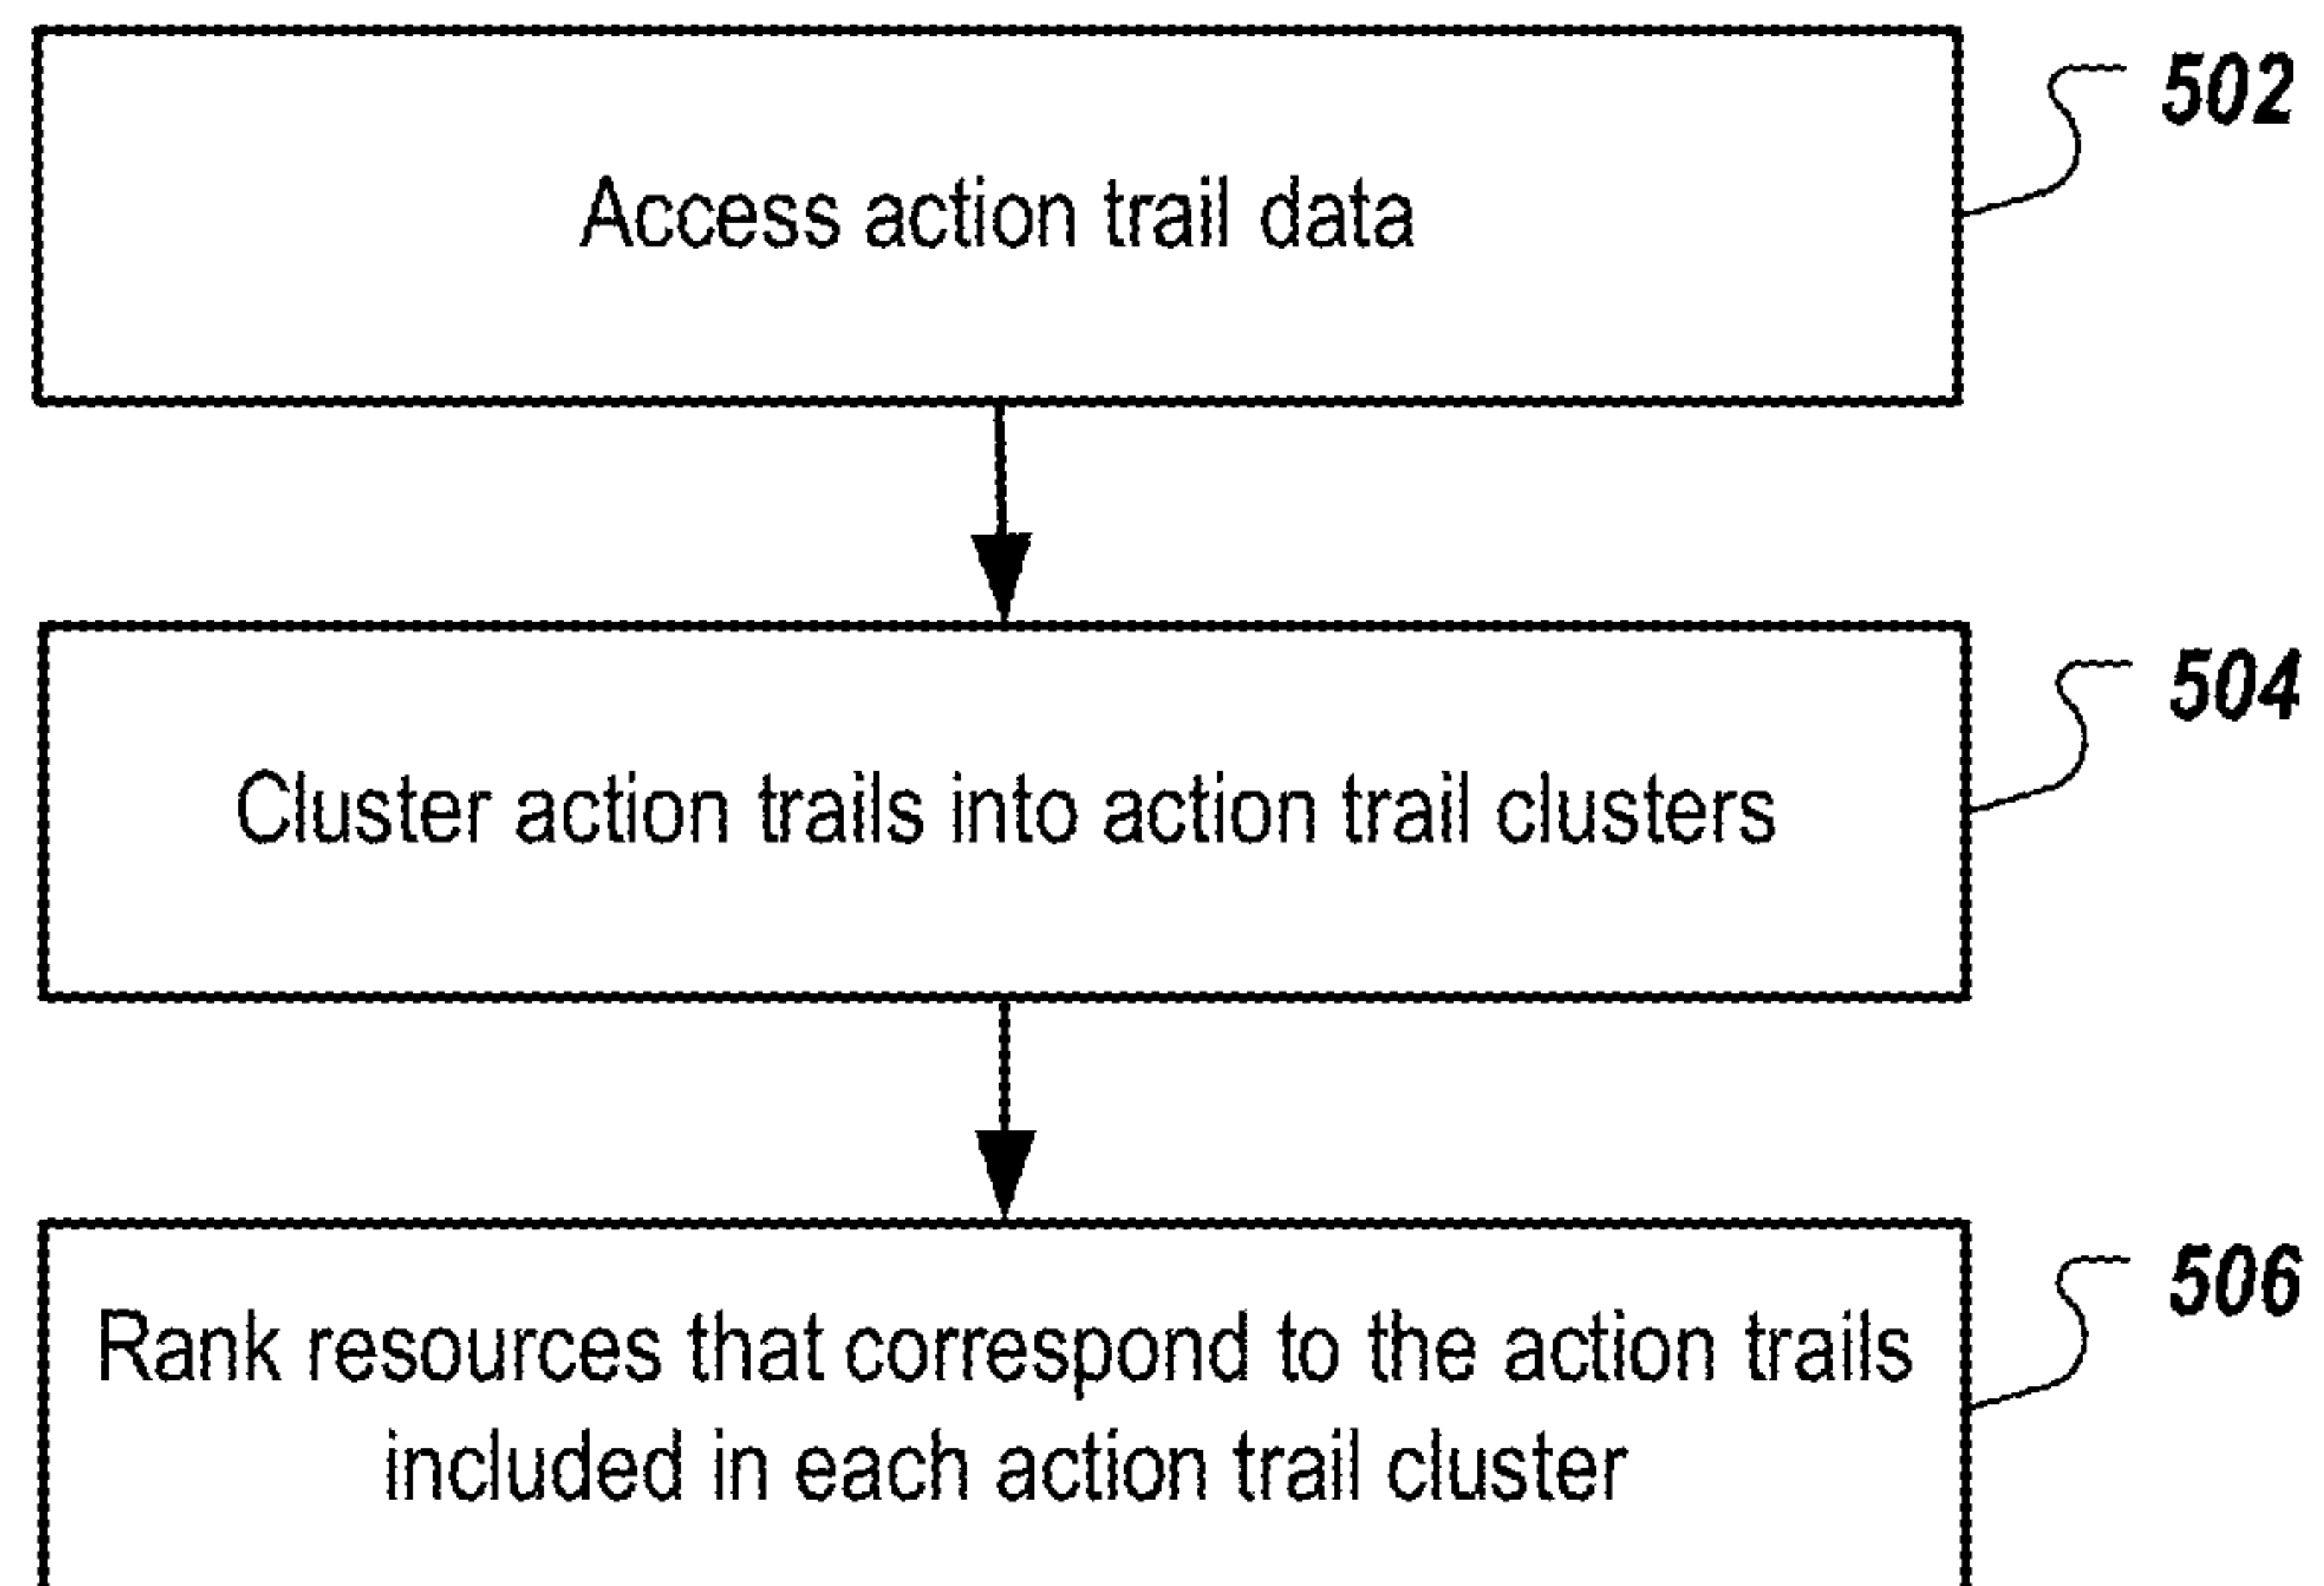 502
Access action trail data
504
Cluster action trails into action trail clusters
506
Rank resources that correspond to the action trails
included in each action trail cluster